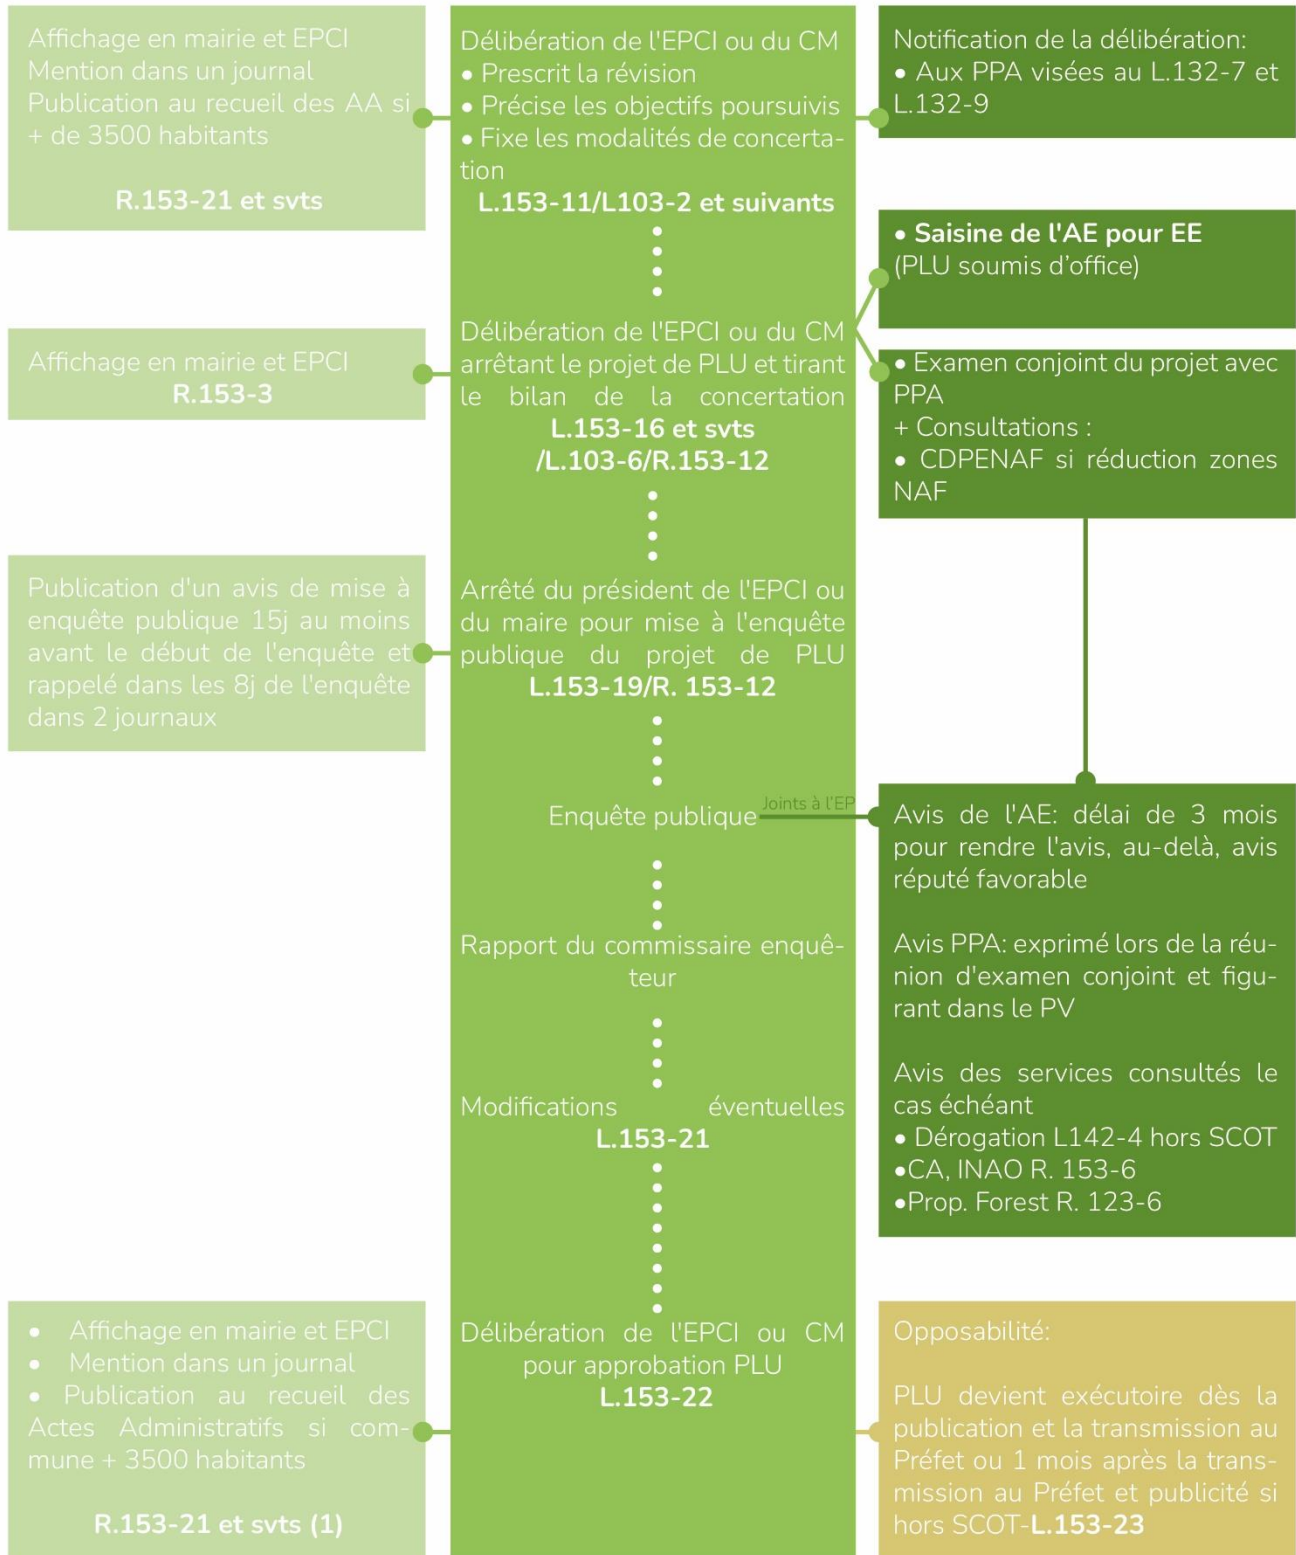 Affichage en mairie et EPCI
Mention dans un journal
Publication au recueil des AA si
+ de 3500 habitants
R.153-21 et svts
Délibération de l'EPCI ou du CM
• Prescrit la révision
• Précise les objectifs poursuivis
• Fixe les modalités de concerta-
tion
L.153-11/L103-2 et suivants
Notification de la délibération:
• Aux PPA visées au L.132-7 et
L.132-9
• Saisine de l'AE pour EE
(PLU soumis d'office)
Affichage en mairie et EPCI
R.153-3
Délibération de l'EPCI ou du CM
arrêtant le projet de PLU et tirant
le bilan de la concertation
L.153-16 et svts
/L.103-6/R.153-12
• Examen conjoint du projet avec
PPA
+ Consultations :
• CDPENAF si réduction zones
NAF
Publication d'un avis de mise à
enquête publique 15j au moins
avant le début de l'enquête et
rappelé dans les 8j de l'enquête
dans 2 journaux
Arrêté du président de l'EPCI ou
du maire pour mise à l'enquête
publique du projet de PLU
L.153-19/R. 153-12
Enquête publique
Joints à l'EP
Avis de l'AE: délai de 3 mois
pour rendre l'avis, au-delà, avis
réputé favorable
Avis PPA: exprimé lors de la réu-
nion d'examen conjoint et figu-
rant dans le PV
Avis des services consultés le
cas échéant
• Dérogation L142-4 hors SCOT
•CA, INAO R. 153-6
•Prop. Forest R. 123-6
Rapport du commissaire enquê-
teur
Modifications éventuelles
L.153-21
• Affichage en mairie et EPCI
• Mention dans un journal
• Publication au recueil des
Actes Administratifs si com-
mune + 3500 habitants
R.153-21 et svts (1)
Délibération de l'EPCI ou CM
pour approbation PLU
L.153-22
Opposabilité:
PLU devient exécutoire dès la
publication et la transmission au
Préfet ou 1 mois après la trans-
mission au Préfet et publicité si
hors SCOT-L.153-23